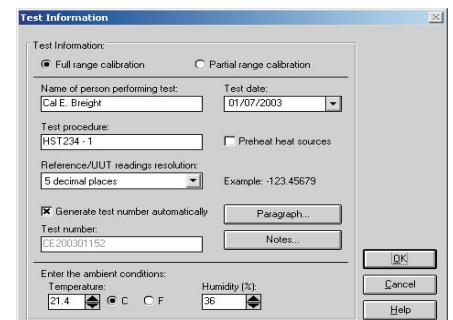 Test Information
Test Information:
Full range calibration Partial range calibration
Name of person performing test: Test date:
Cal E. Breight 01/07/2003
Test procedure:
HST234 - 1 Preheat heat sources
Reference/UUT readings resolution:
5 decimal places Example: -123.45679
Generate test number automatically Paragraph...
Test number: Notes...
CE200301152
OK
Enter the ambient conditions: Cancel
Temperature: Humidity (%):
21.4 C F 36 Help